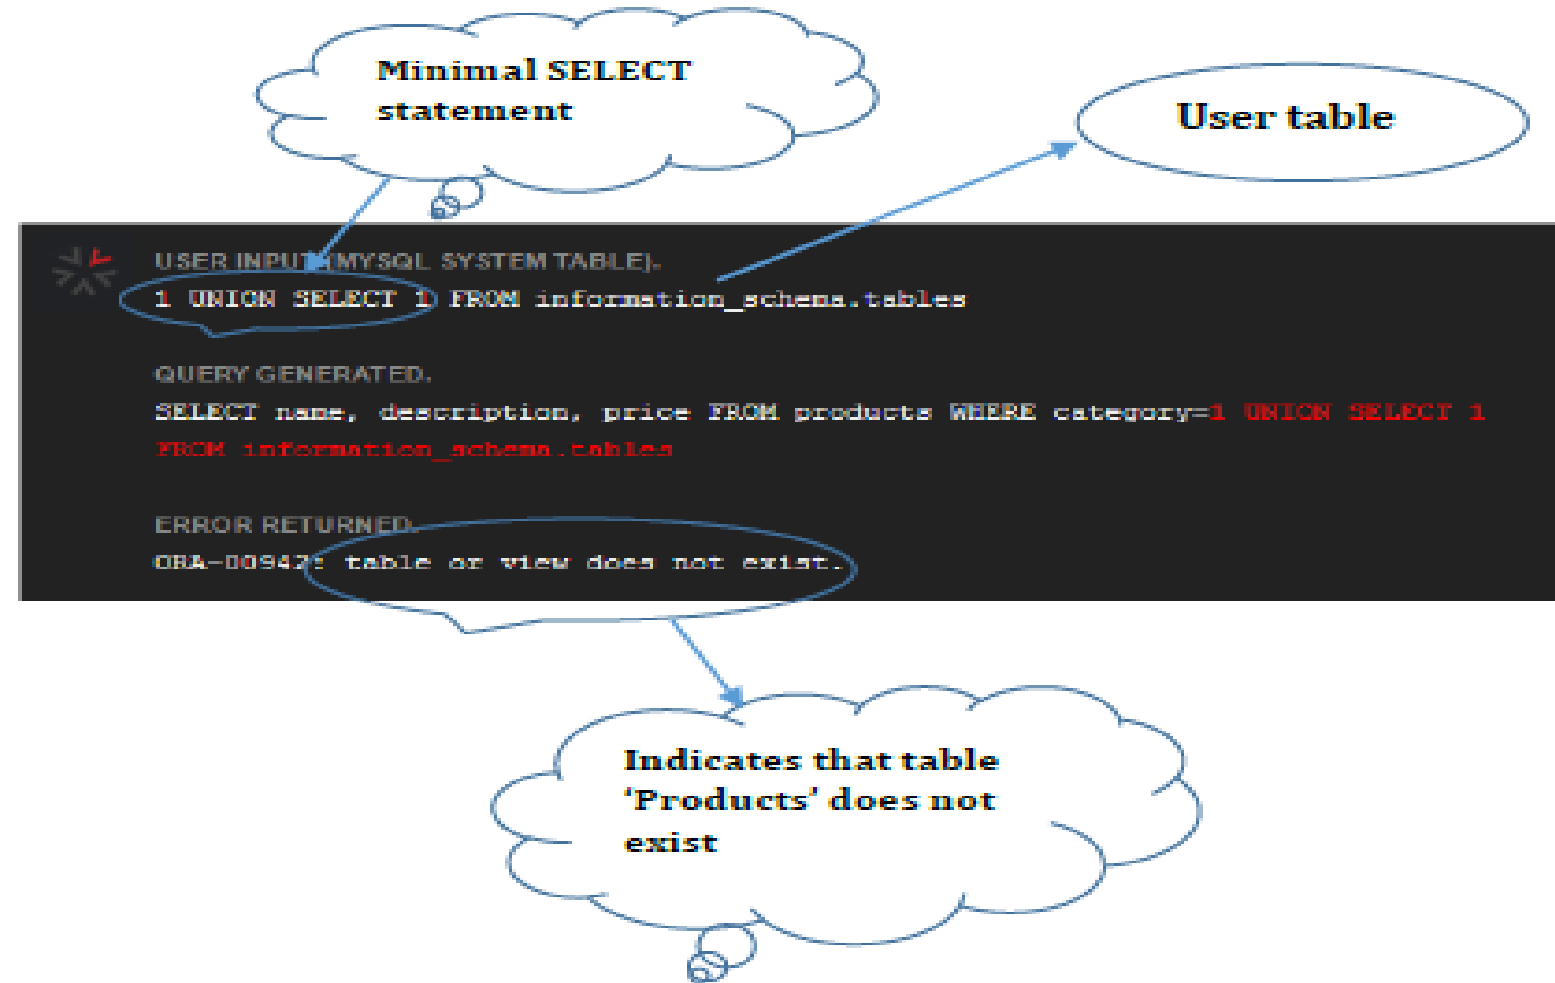 Minimal SELECT
statement
User table
USER INPUT (MYSQL SYSTEM TABLE).
1 UNION SELECT 1 FROM information_schema.tables
QUERY GENERATED.
SELECT name, description, price FROM products WHERE category=1 UNION SELECT 1
FROM information_schema.tables
ERROR RETURNED.
ORA-00942: table or view does not exist.
Indicates that table
‘Products’ does not
exist